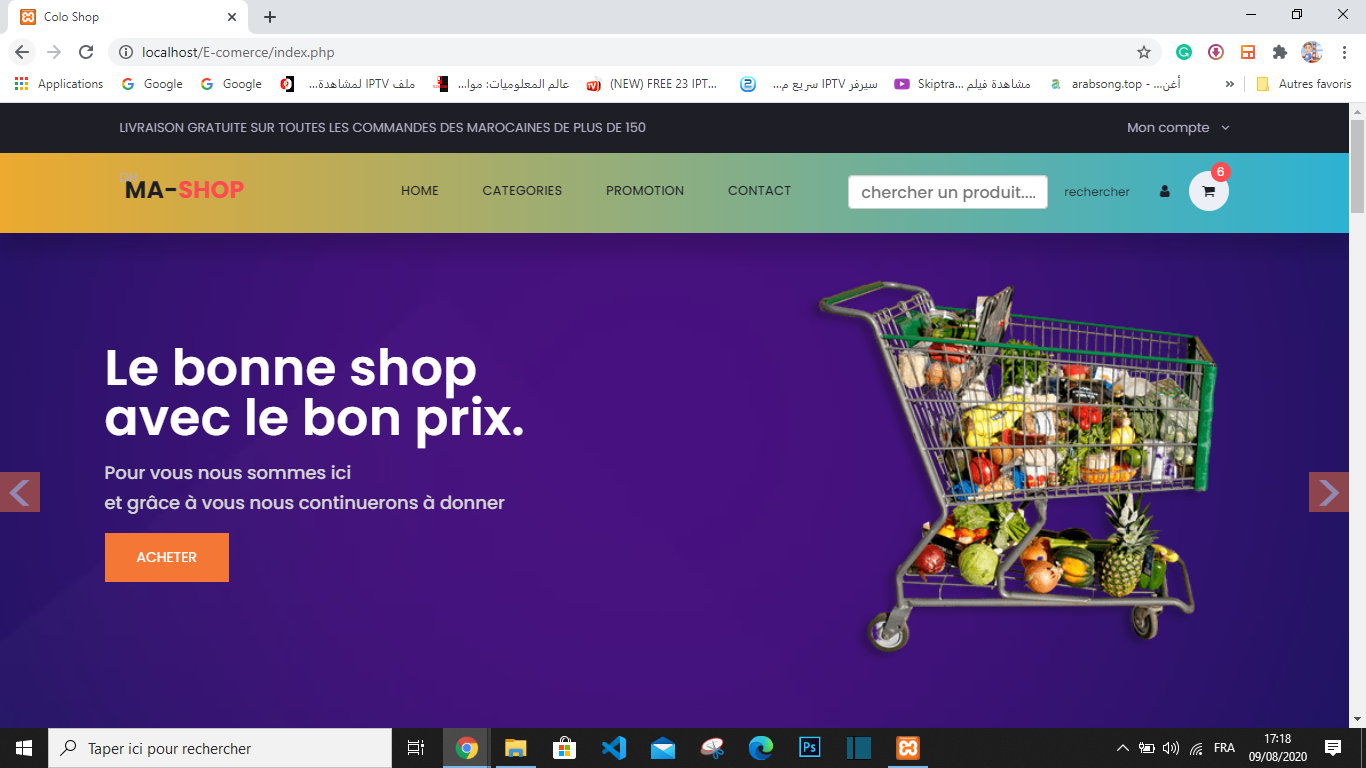 Colo Shop
localhost/E-comerce/index.php
Applications
Google
Google
ملف IPTV لمشاهدة...
عالم المعلوميات: موا...
(NEW) FREE 23 IPT...
سيرفر IPTV سريع م...
Skiptra... مشاهدة فيلم
arabsong.top - ...أغن
»
Autres favoris
LIVRAISON GRATUITE SUR TOUTES LES COMMANDES DES MAROCAINES DE PLUS DE 150
Mon compte
MA-SHOP
HOME
CATEGORIES
PROMOTION
CONTACT
chercher un produit....
rechercher
6
Le bonne shop
avec le bon prix.
Pour vous nous sommes ici
et grâce à vous nous continuerons à donner
ACHETER
Taper ici pour rechercher
Ps
FRA
17:18
09/08/2020